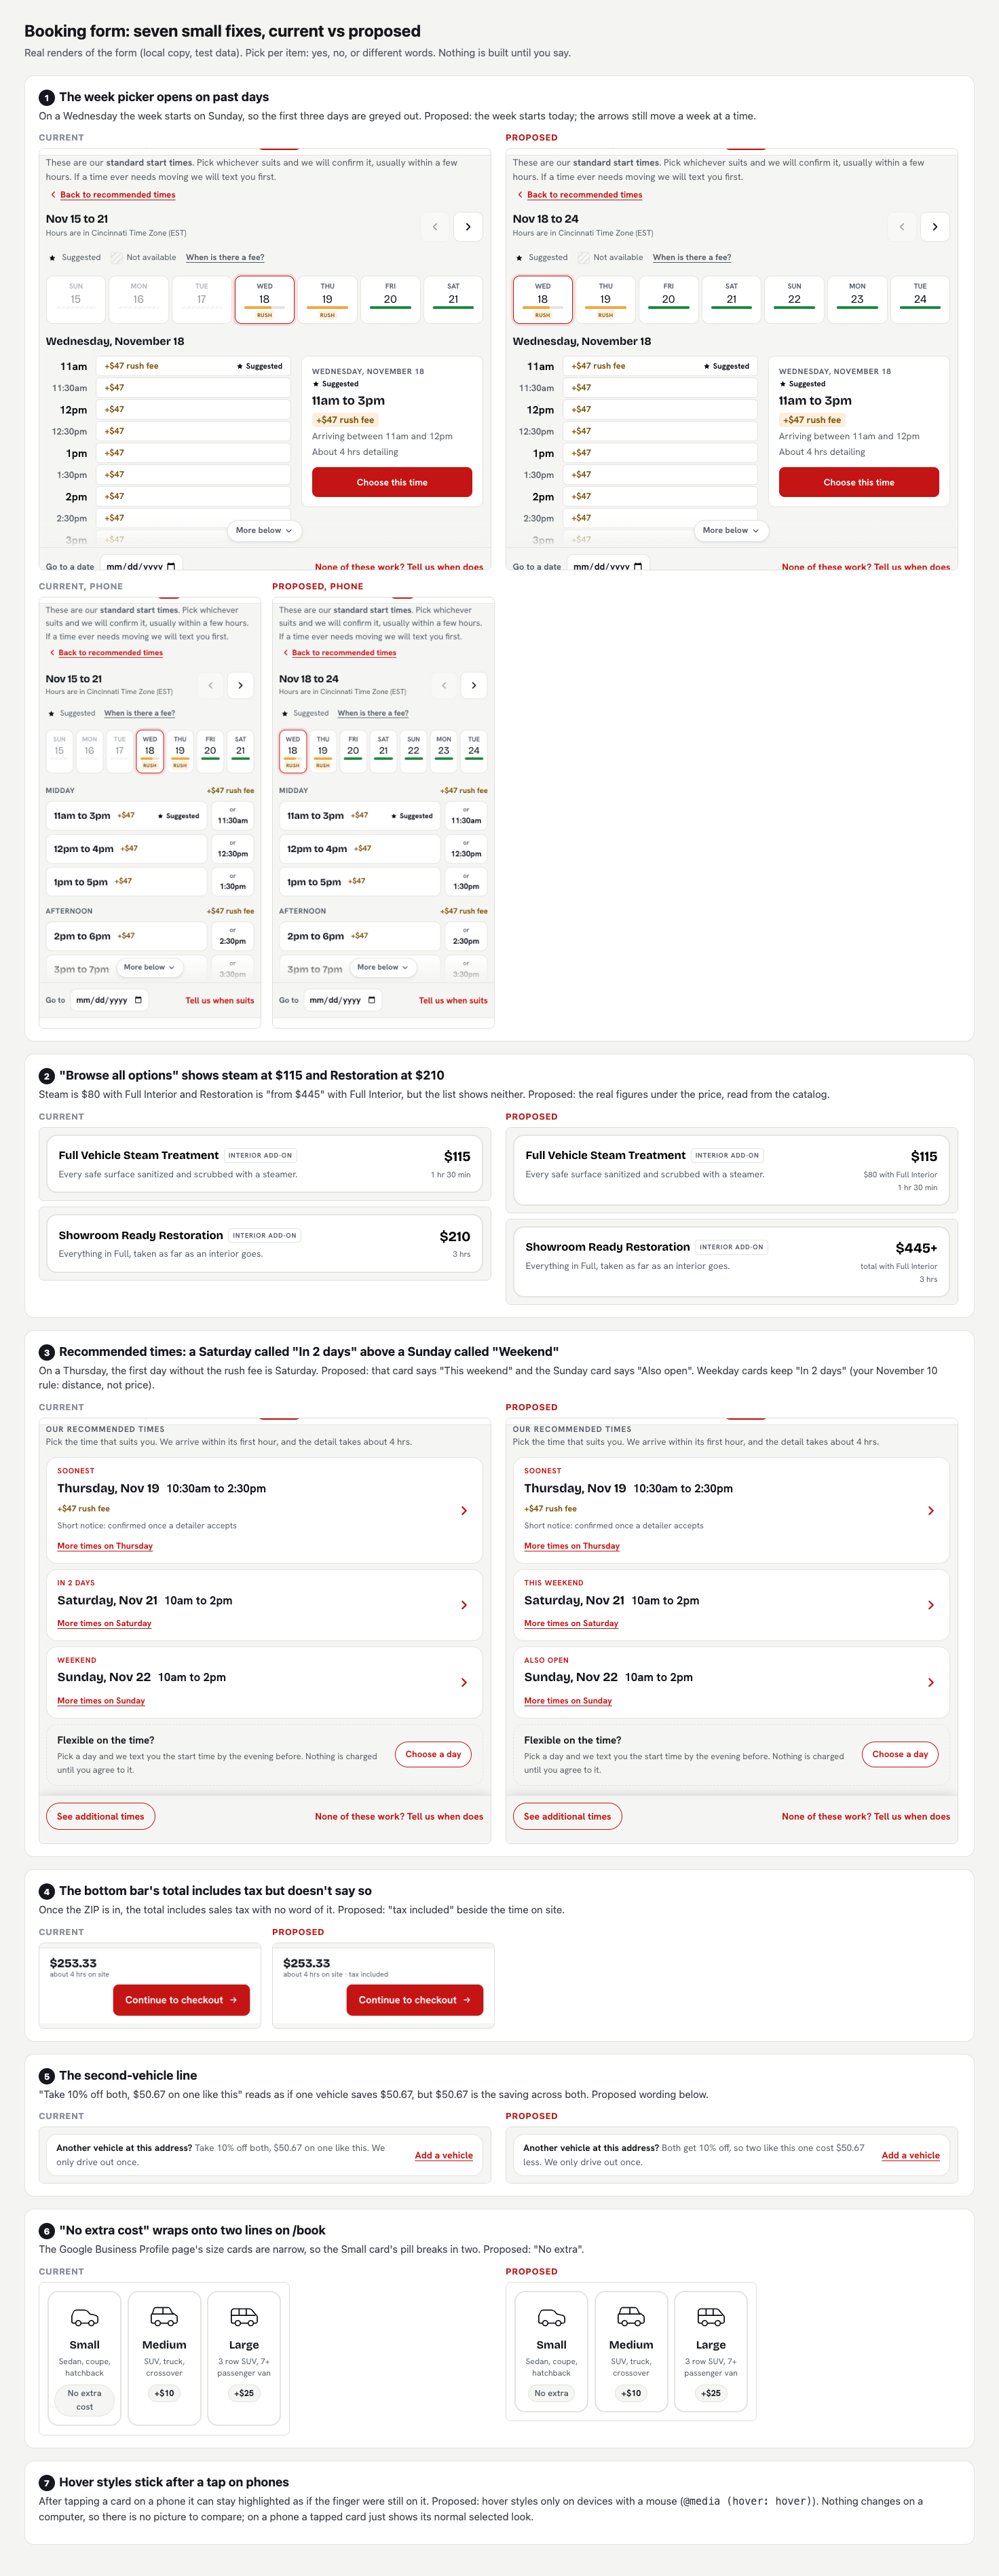 Booking form: seven small fixes, current vs proposed
Real renders of the form (local copy, test data). Pick per item: yes, no, or different words. Nothing is built until you say.
1 The week picker opens on past days
On a Wednesday the week starts on Sunday, so the first three days are greyed out. Proposed: the week starts today; the arrows still move a week at a time.
CURRENT
These are our standard start times. Pick whichever suits and we will confirm it, usually within a few
hours. If a time ever needs moving we will text you first.
Back to recommended times
Nov 15 to 21
Hours are in Cincinnati Time Zone (EST)
Suggested Not available When is there a fee?
SUN MON TUE WED THU FRI SAT
15 16 17 18 19 20 21
RUSH RUSH
Wednesday, November 18
11am +$47 rush fee ★ Suggested
11:30am +$47
12pm +$47
12:30pm +$47
1pm +$47
1:30pm +$47
2pm +$47
2:30pm +$47
3pm +$47
More below
WEDNESDAY, NOVEMBER 18
★ Suggested
11am to 3pm
+$47 rush fee
Arriving between 11am and 12pm
About 4 hrs detailing
Choose this time
Go to a date mm/dd/yyyy None of these work? Tell us when does
PROPOSED
These are our standard start times. Pick whichever suits and we will confirm it, usually within a few
hours. If a time ever needs moving we will text you first.
Back to recommended times
Nov 18 to 24
Hours are in Cincinnati Time Zone (EST)
Suggested Not available When is there a fee?
WED THU FRI SAT SUN MON TUE
18 19 20 21 22 23 24
RUSH RUSH
Wednesday, November 18
11am +$47 rush fee ★ Suggested
11:30am +$47
12pm +$47
12:30pm +$47
1pm +$47
1:30pm +$47
2pm +$47
2:30pm +$47
3pm +$47
More below
WEDNESDAY, NOVEMBER 18
★ Suggested
11am to 3pm
+$47 rush fee
Arriving between 11am and 12pm
About 4 hrs detailing
Choose this time
Go to a date mm/dd/yyyy None of these work? Tell us when does
CURRENT, PHONE
These are our standard start times. Pick whichever
suits and we will confirm it, usually within a few hours.
If a time ever needs moving we will text you first.
Back to recommended times
Nov 15 to 21
Hours are in Cincinnati Time Zone (EST)
Suggested When is there a fee?
SUN MON TUE WED THU FRI SAT
15 16 17 18 19 20 21
RUSH RUSH
MIDDAY +$47 rush fee
11am to 3pm +$47 ★ Suggested or 11:30am
12pm to 4pm +$47 or 12:30pm
1pm to 5pm +$47 or 1:30pm
AFTERNOON +$47 rush fee
2pm to 6pm +$47 or 2:30pm
3pm to 7pm More below or 3:30pm
Go to mm/dd/yyyy Tell us when suits
PROPOSED, PHONE
These are our standard start times. Pick whichever
suits and we will confirm it, usually within a few hours.
If a time ever needs moving we will text you first.
Back to recommended times
Nov 18 to 24
Hours are in Cincinnati Time Zone (EST)
Suggested When is there a fee?
WED THU FRI SAT SUN MON TUE
18 19 20 21 22 23 24
RUSH RUSH
MIDDAY +$47 rush fee
11am to 3pm +$47 ★ Suggested or 11:30am
12pm to 4pm +$47 or 12:30pm
1pm to 5pm +$47 or 1:30pm
AFTERNOON +$47 rush fee
2pm to 6pm +$47 or 2:30pm
3pm to 7pm More below or 3:30pm
Go to mm/dd/yyyy Tell us when suits
2 "Browse all options" shows steam at $115 and Restoration at $210
Steam is $80 with Full Interior and Restoration is "from $445" with Full Interior, but the list shows neither. Proposed: the real figures under the price, read from the catalog.
CURRENT
Full Vehicle Steam Treatment INTERIOR ADD-ON $115
Every safe surface sanitized and scrubbed with a steamer. 1 hr 30 min
Showroom Ready Restoration INTERIOR ADD-ON $210
Everything in Full, taken as far as an interior goes. 3 hrs
PROPOSED
Full Vehicle Steam Treatment INTERIOR ADD-ON $115
Every safe surface sanitized and scrubbed with a steamer. $80 with Full Interior
1 hr 30 min
Showroom Ready Restoration INTERIOR ADD-ON $445+
Everything in Full, taken as far as an interior goes. total with Full Interior
3 hrs
3 Recommended times: a Saturday called "In 2 days" above a Sunday called "Weekend"
On a Thursday, the first day without the rush fee is Saturday. Proposed: that card says "This weekend" and the Sunday card says "Also open". Weekday cards keep "In 2 days" (your November 10
rule: distance, not price).
CURRENT
OUR RECOMMENDED TIMES
Pick the time that suits you. We arrive within its first hour, and the detail takes about 4 hrs.
SOONEST
Thursday, Nov 19 10:30am to 2:30pm
+$47 rush fee
Short notice: confirmed once a detailer accepts
More times on Thursday
IN 2 DAYS
Saturday, Nov 21 10am to 2pm
More times on Saturday
WEEKEND
Sunday, Nov 22 10am to 2pm
More times on Sunday
Flexible on the time?
Pick a day and we text you the start time by the evening before. Nothing is charged
until you agree to it.
Choose a day
See additional times None of these work? Tell us when does
PROPOSED
OUR RECOMMENDED TIMES
Pick the time that suits you. We arrive within its first hour, and the detail takes about 4 hrs.
SOONEST
Thursday, Nov 19 10:30am to 2:30pm
+$47 rush fee
Short notice: confirmed once a detailer accepts
More times on Thursday
THIS WEEKEND
Saturday, Nov 21 10am to 2pm
More times on Saturday
ALSO OPEN
Sunday, Nov 22 10am to 2pm
More times on Sunday
Flexible on the time?
Pick a day and we text you the start time by the evening before. Nothing is charged
until you agree to it.
Choose a day
See additional times None of these work? Tell us when does
4 The bottom bar's total includes tax but doesn't say so
Once the ZIP is in, the total includes sales tax with no word of it. Proposed: "tax included" beside the time on site.
CURRENT
$253.33
about 4 hrs on site
Continue to checkout →
PROPOSED
$253.33
about 4 hrs on site · tax included
Continue to checkout →
5 The second-vehicle line
"Take 10% off both, $50.67 on one like this" reads as if one vehicle saves $50.67, but $50.67 is the saving across both. Proposed wording below.
CURRENT
Another vehicle at this address? Take 10% off both, $50.67 on one like this. We
only drive out once.
Add a vehicle
PROPOSED
Another vehicle at this address? Both get 10% off, so two like this one cost $50.67
less. We only drive out once.
Add a vehicle
6 "No extra cost" wraps onto two lines on /book
The Google Business Profile page's size cards are narrow, so the Small card's pill breaks in two. Proposed: "No extra".
CURRENT
Small
Sedan, coupe,
hatchback
No extra
cost
Medium
SUV, truck,
crossover
+$10
Large
3 row SUV, 7+
passenger van
+$25
PROPOSED
Small
Sedan, coupe,
hatchback
No extra
Medium
SUV, truck,
crossover
+$10
Large
3 row SUV, 7+
passenger van
+$25
7 Hover styles stick after a tap on phones
After tapping a card on a phone it can stay highlighted as if the finger were still on it. Proposed: hover styles only on devices with a mouse (@media (hover: hover)). Nothing changes on a
computer, so there is no picture to compare; on a phone a tapped card just shows its normal selected look.